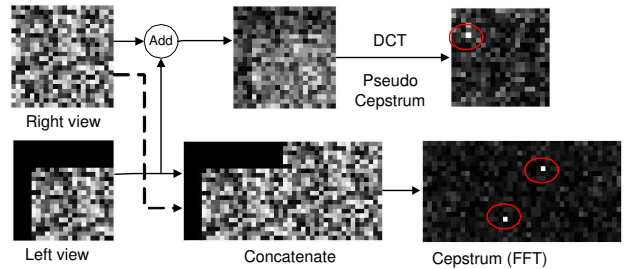 Add
DCT
Pseudo
Cepstrum
Right view
Left view
Concatenate
Cepstrum (FFT)